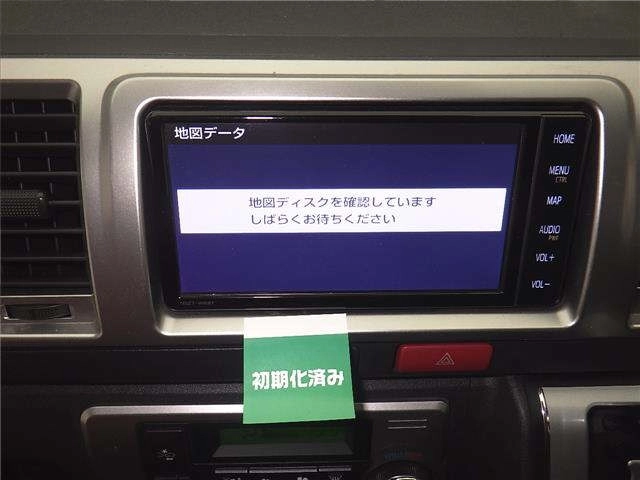 地図データ
地図ディスクを確認しています
しばらくお待ちください
HOME
MENU
CTRL
MAP
AUDIO
PWR
VOL+
VOL-
初期化済み